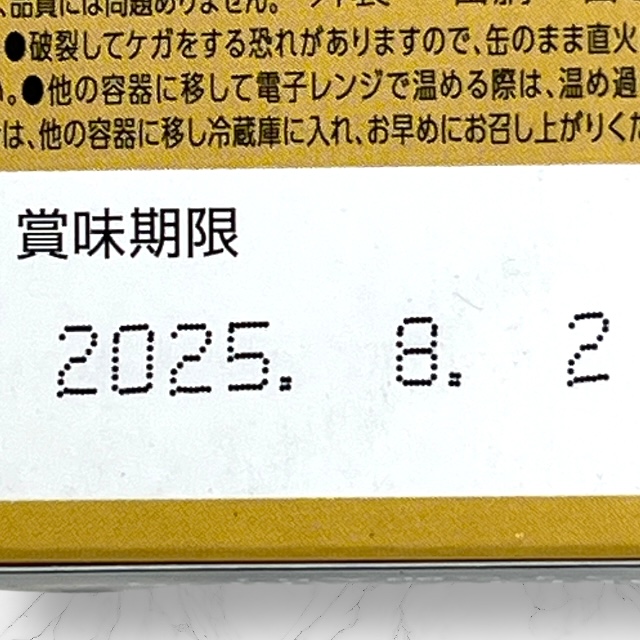 、品質には問題ありません。
●破裂してケガをする恐れがありますので、缶のまま直火
い。●他の容器に移して電子レンジで温める際は、温め過
は、他の容器に移し冷蔵庫に入れ、お早めにお召し上がりくだ
賞味期限
2025. 8. 2